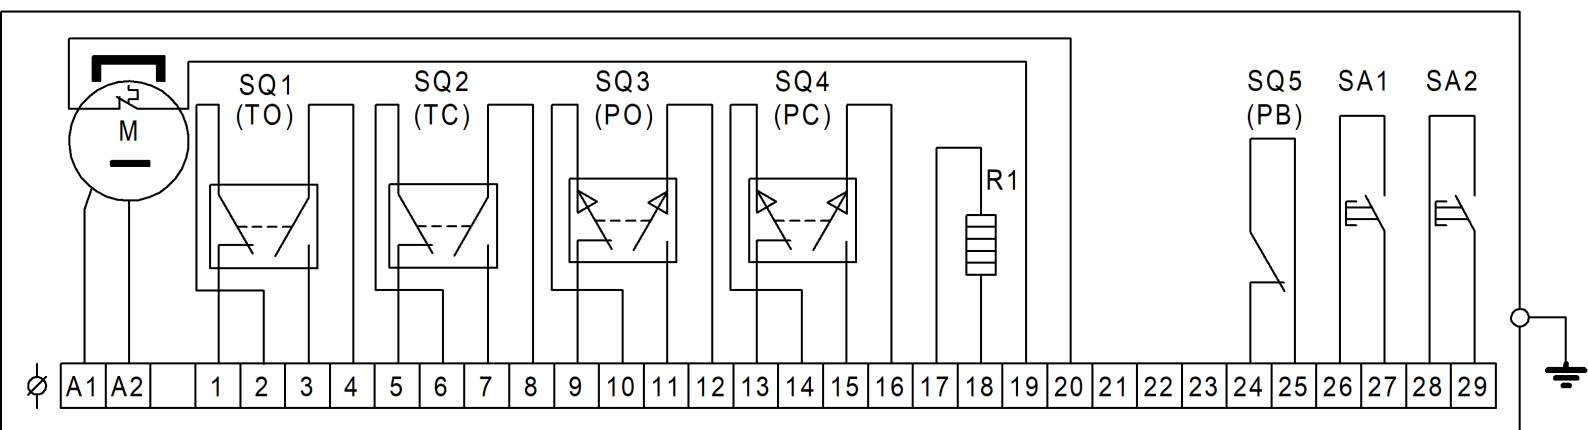 SQ1 SQ2 SQ3 SQ4 SQ5 SA1 SA2
(TO) (TC) (PO) (PC) (PB)
M
R1
A1 A2 1 2 3 4 5 6 7 8 9 10 11 12 13 14 15 16 17 18 19 20 21 22 23 24 25 26 27 28 29